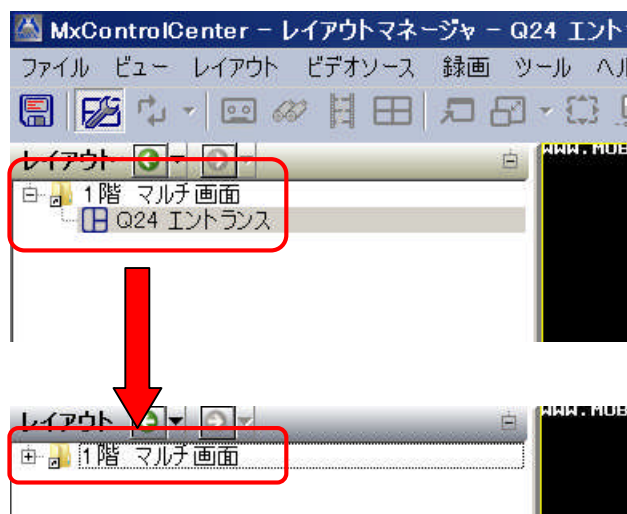 MxControlCenter - レイアウトマネージャ - Q24 エント
ファイル ビュー レイアウト ビデオソース 録画 ツール ヘル
レイアウト
WWW.MOB
1階 マルチ画面
Q24 エントランス
レイアウト
WWW.MOB
1階 マルチ画面